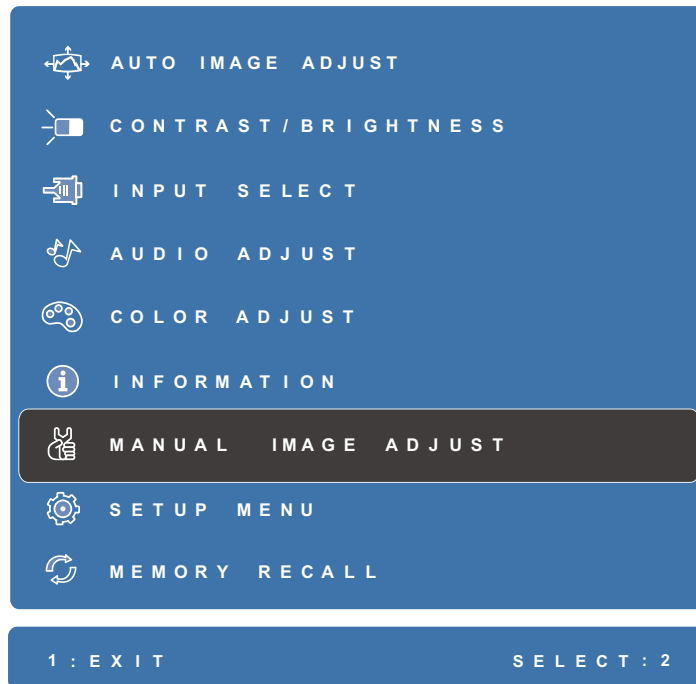 AUTO IMAGE ADJUST
CONTRAST/BRIGHTNESS
INPUT SELECT
AUDIO ADJUST
COLOR ADJUST
INFORMATION
MANUAL IMAGE ADJUST
SETUP MENU
MEMORY RECALL
1:EXIT SELECT:2